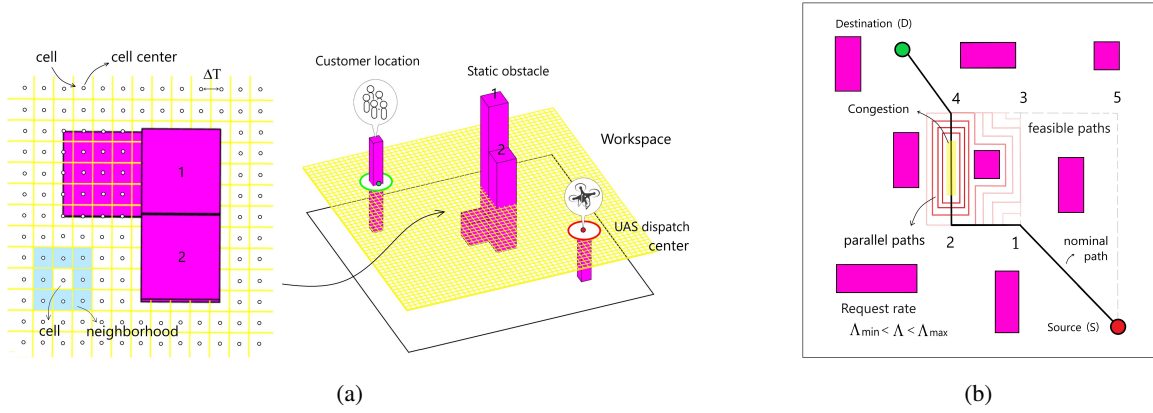 cell
cell center
ΔT
1
2
cell
neighborhood
Customer location
Static obstacle
1
2
Workspace
UAS dispatch
center
(a)
Destination (D)
Congestion
4
3
5
feasible paths
parallel paths
2
1
nominal
path
Request rate
Λmin < Λ < Λmax
Source (S)
(b)